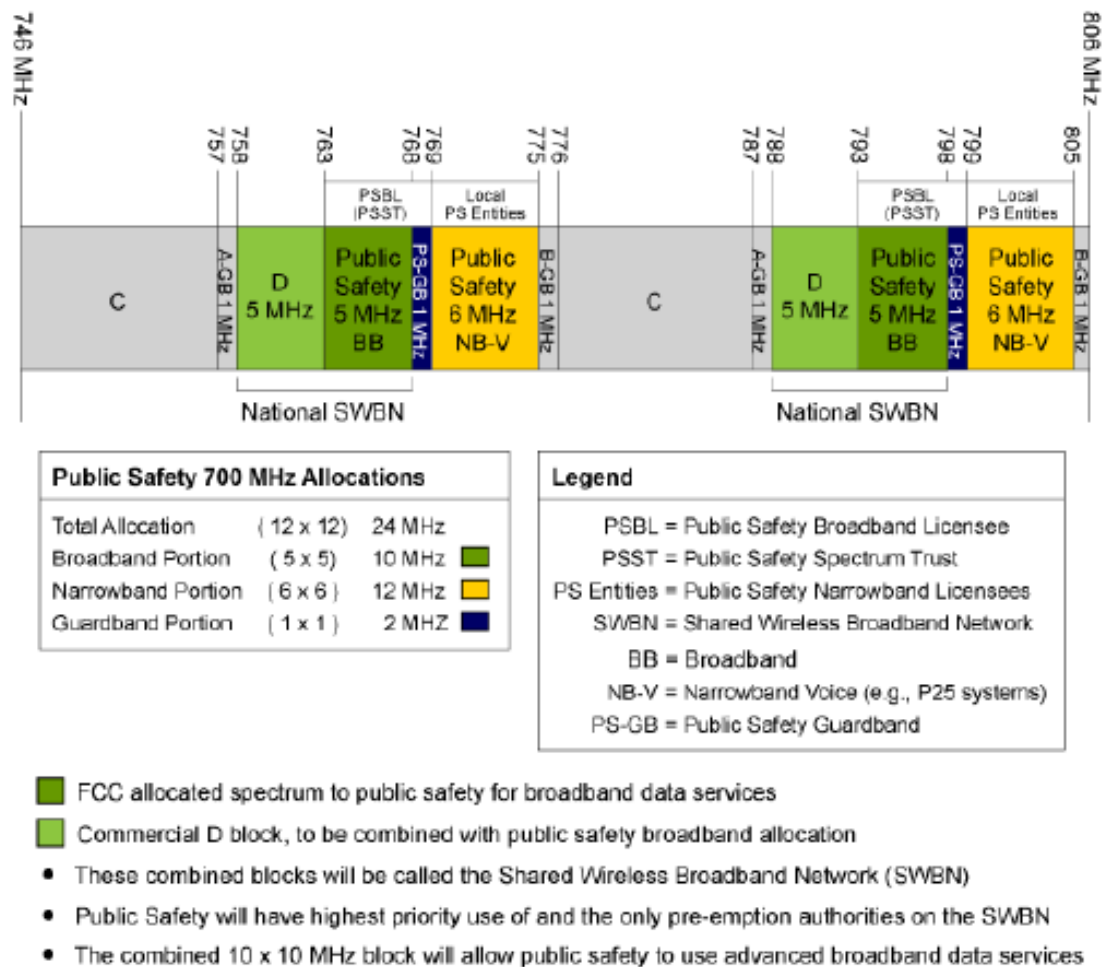 746 MHz
806 MHz
757
758
763
768
769
775
776
787
788
793
798
799
805
PSBL
(PSST)
Local
PS Entities
PSBL
(PSST)
Local
PS Entities
C
A-GB 1 MHz
D
5 MHz
Public
Safety
5 MHz
BB
PS-GB 1 MHz
Public
Safety
6 MHz
NB-V
B-GB 1 MHz
C
A-GB 1 MHz
D
5 MHz
Public
Safety
5 MHz
BB
PS-GB 1 MHz
Public
Safety
6 MHz
NB-V
B-GB 1 MHz
National SWBN
National SWBN
Public Safety 700 MHz Allocations
Total Allocation ( 12 x 12) 24 MHz
Broadband Portion ( 5 x 5) 10 MHz
Narrowband Portion ( 6 x 6 ) 12 MHz
Guardband Portion ( 1 x 1 ) 2 MHZ
Legend
PSBL = Public Safety Broadband Licensee
PSST = Public Safety Spectrum Trust
PS Entities = Public Safety Narrowband Licensees
SWBN = Shared Wireless Broadband Network
BB = Broadband
NB-V = Narrowband Voice (e.g., P25 systems)
PS-GB = Public Safety Guardband
FCC allocated spectrum to public safety for broadband data services
Commercial D block, to be combined with public safety broadband allocation
• These combined blocks will be called the Shared Wireless Broadband Network (SWBN)
• Public Safety will have highest priority use of and the only pre-emption authorities on the SWBN
• The combined 10 x 10 MHz block will allow public safety to use advanced broadband data services